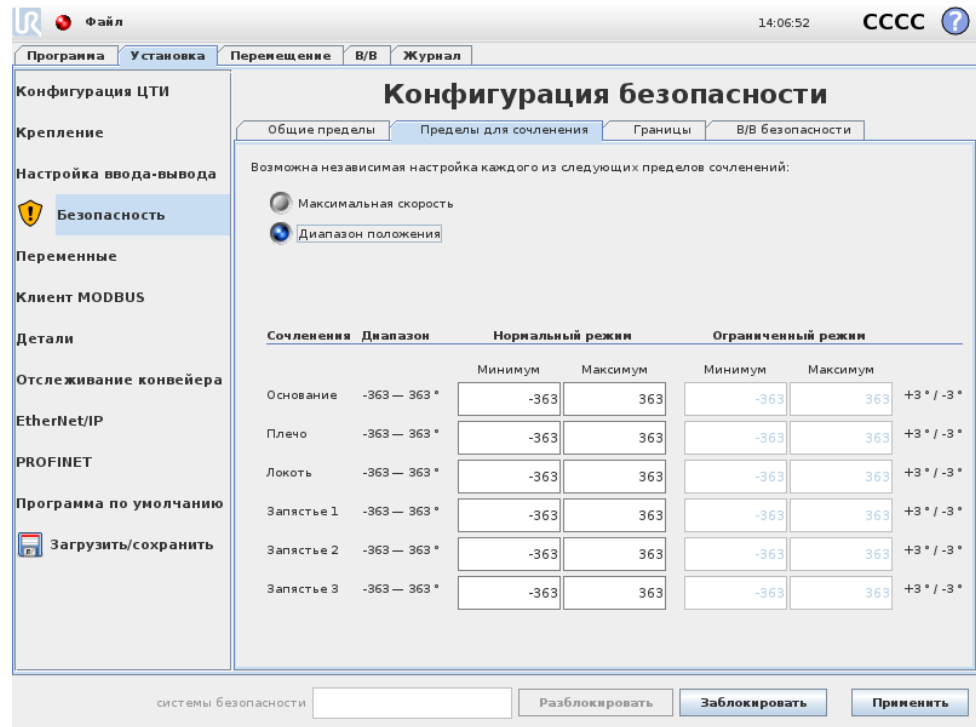 UR Файл 14:06:52 CCCC ?
Программа Установка Перемещение В/В Журнал
Конфигурация ЦТИ
Крепление
Настройка ввода-вывода
Безопасность
Переменные
Клиент MODBUS
Детали
Отслеживание конвейера
EtherNet/IP
PROFINET
Программа по умолчанию
Загрузить/сохранить
Конфигурация безопасности
Общие пределы Пределы для сочленения Границы В/В безопасности
Возможна независимая настройка каждого из следующих пределов сочленений:
Максимальная скорость
Диапазон положения
Сочленения Диапазон Нормальный режим Ограниченный режим
Минимум Максимум Минимум Максимум
Основание -363 — 363 ° -363 363 -363 363 +3 ° / -3 °
Плечо -363 — 363 ° -363 363 -363 363 +3 ° / -3 °
Локоть -363 — 363 ° -363 363 -363 363 +3 ° / -3 °
Запястье 1 -363 — 363 ° -363 363 -363 363 +3 ° / -3 °
Запястье 2 -363 — 363 ° -363 363 -363 363 +3 ° / -3 °
Запястье 3 -363 — 363 ° -363 363 -363 363 +3 ° / -3 °
системы безопасности Разблокировать Заблокировать Применить